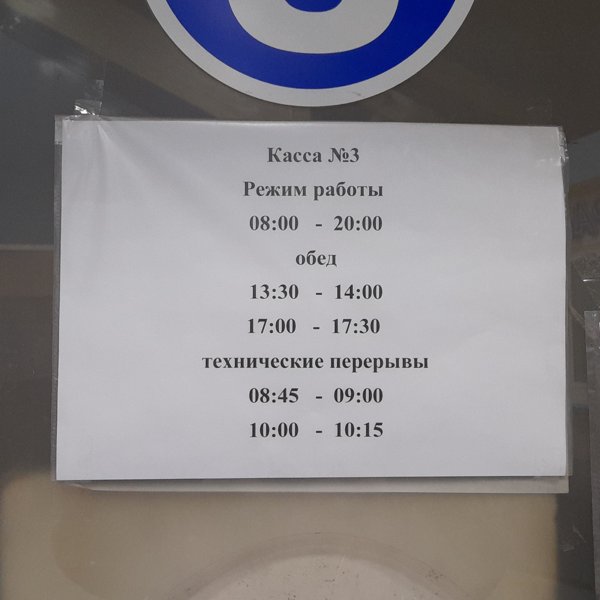 Касса №3
Режим работы
08:00 - 20:00
обед
13:30 - 14:00
17:00 - 17:30
технические перерывы
08:45 - 09:00
10:00 - 10:15